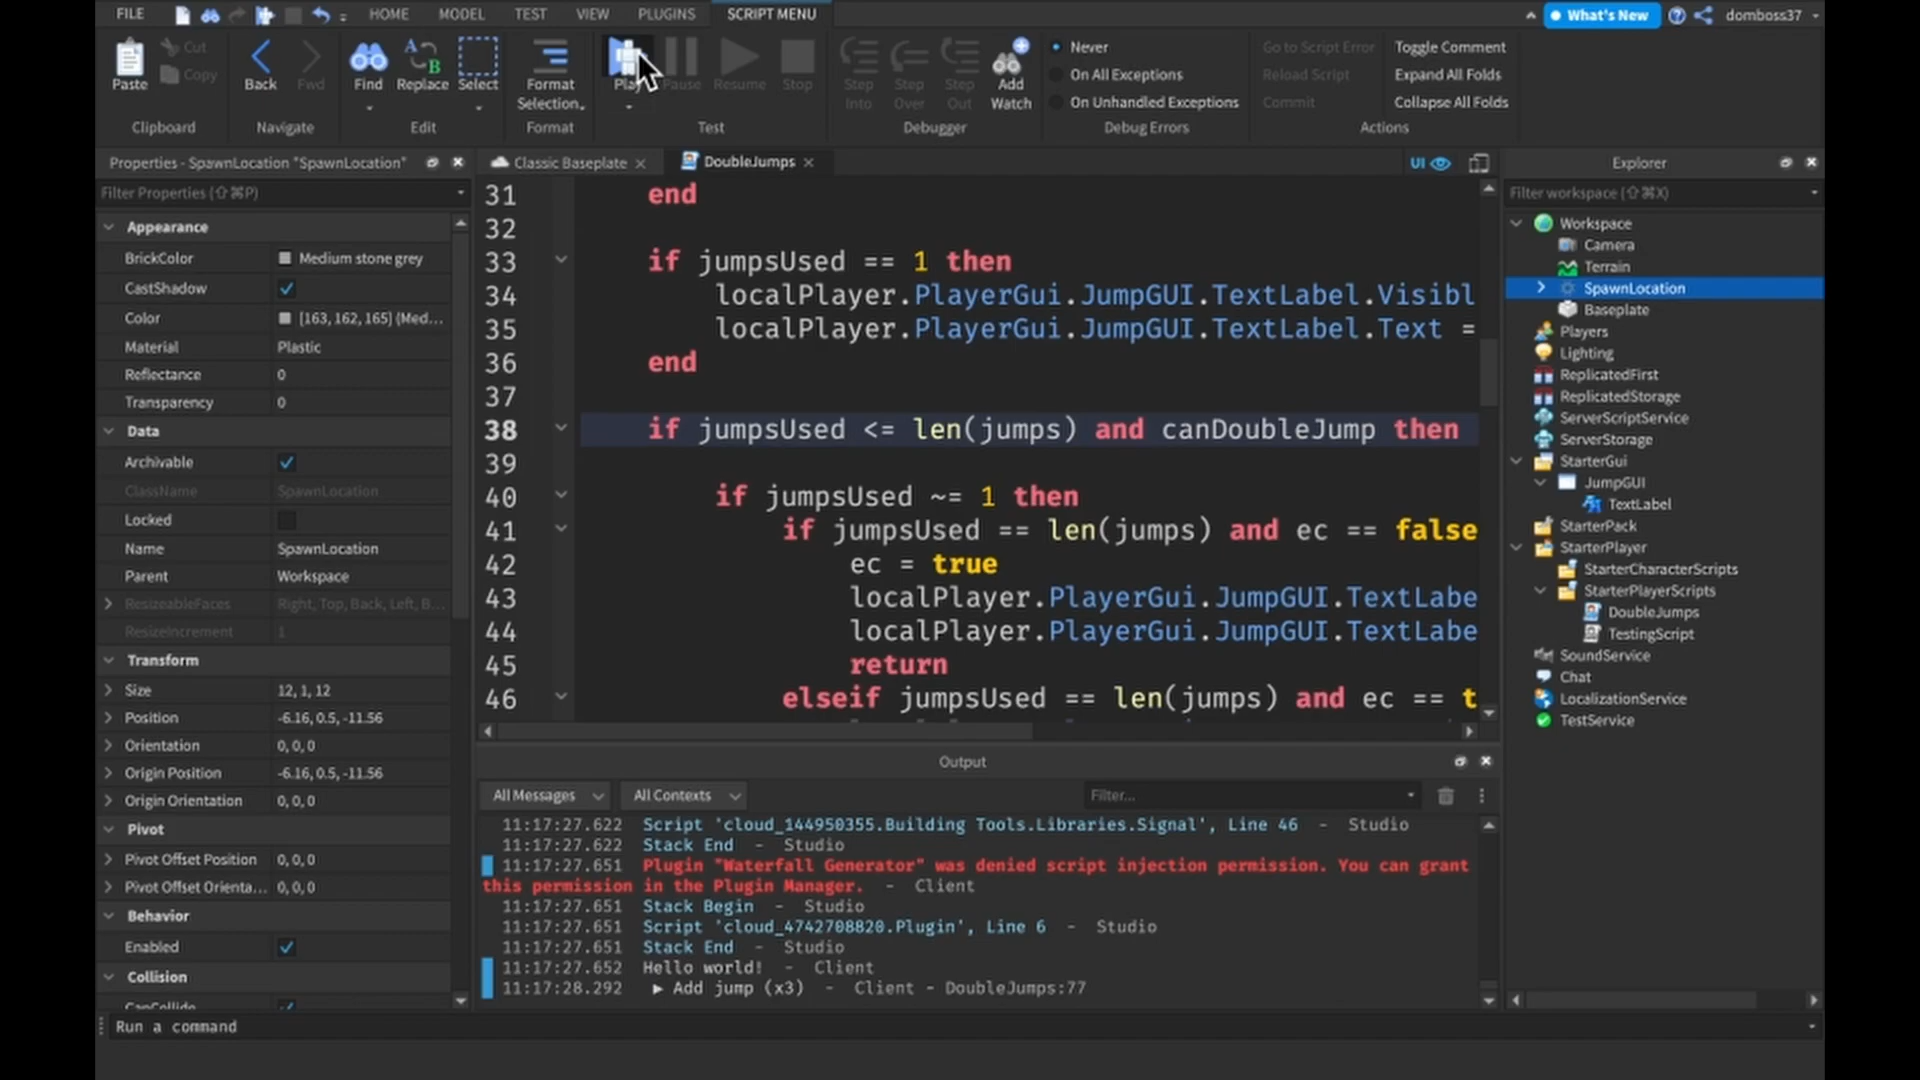 FILE HOME MODEL TEST VIEW PLUGINS SCRIPT MENU What's New domboss37
Paste Cut Copy Clipboard
Back Fwd Navigate
Find Replace Select Edit
Format Selection Format
Play Pause Resume Stop Test
Step Into Step Over Step Out Add Watch Debugger
Never
On All Exceptions
On Unhandled Exceptions
Debug Errors
Go to Script Error
Reload Script
Commit
Toggle Comment
Expand All Folds
Collapse All Folds
Actions
Properties - SpawnLocation "SpawnLocation"
Filter Properties (⇧⌘P)
Appearance
BrickColor Medium stone grey
CastShadow
Color [163, 162, 165] (Med...
Material Plastic
Reflectance 0
Transparency 0
Data
Archivable
ClassName SpawnLocation
Locked
Name SpawnLocation
Parent Workspace
ResizeableFaces Right, Top, Back, Left, B...
ResizeIncrement 1
Transform
Size 12, 1, 12
Position -6.16, 0.5, -11.56
Orientation 0, 0, 0
Origin Position -6.16, 0.5, -11.56
Origin Orientation 0, 0, 0
Pivot
Pivot Offset Position 0, 0, 0
Pivot Offset Orienta... 0, 0, 0
Behavior
Enabled
Collision
CanCollide
Classic Baseplate DoubleJumps UI
31 end
32
33 if jumpsUsed == 1 then
34 localPlayer.PlayerGui.JumpGUI.TextLabel.Visibl
35 localPlayer.PlayerGui.JumpGUI.TextLabel.Text =
36 end
37
38 if jumpsUsed <= len(jumps) and canDoubleJump then
39
40 if jumpsUsed ~= 1 then
41 if jumpsUsed == len(jumps) and ec == false
42 ec = true
43 localPlayer.PlayerGui.JumpGUI.TextLabe
44 localPlayer.PlayerGui.JumpGUI.TextLabe
45 return
46 elseif jumpsUsed == len(jumps) and ec == t
Output
All Messages All Contexts Filter...
11:17:27.622 Script 'cloud_144950355.Building Tools.Libraries.Signal', Line 46 - Studio
11:17:27.622 Stack End - Studio
11:17:27.651 Plugin "Waterfall Generator" was denied script injection permission. You can grant
this permission in the Plugin Manager. - Client
11:17:27.651 Stack Begin - Studio
11:17:27.651 Script 'cloud_4742708820.Plugin', Line 6 - Studio
11:17:27.651 Stack End - Studio
11:17:27.652 Hello world! - Client
11:17:28.292 ▶ Add jump (x3) - Client - DoubleJumps:77
Explorer
Filter workspace (⇧⌘X)
Workspace
Camera
Terrain
SpawnLocation
Baseplate
Players
Lighting
ReplicatedFirst
ReplicatedStorage
ServerScriptService
ServerStorage
StarterGui
JumpGUI
TextLabel
StarterPack
StarterPlayer
StarterCharacterScripts
StarterPlayerScripts
DoubleJumps
TestingScript
SoundService
Chat
LocalizationService
TestService
Run a command